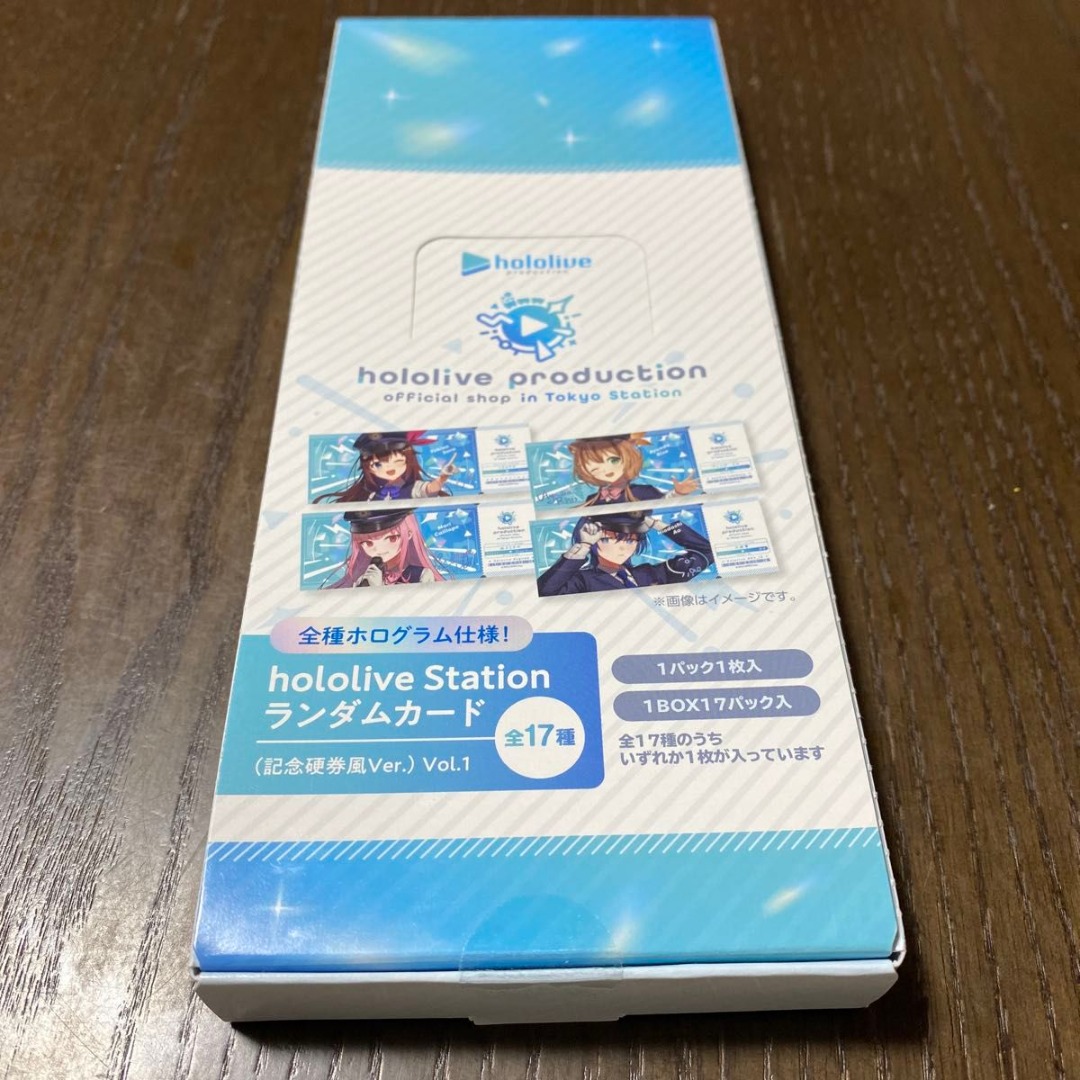 hololive
production
hololive production
official shop in Tokyo Station
Mori
Calliope
hololive
production
※画像はイメージです。
全種ホログラム仕様！
hololive Station
ランダムカード
全17種
（記念硬券風Ver.）Vol.1
1パック1枚入
1BOX17パック入
全17種のうち
いずれか1枚が入っています